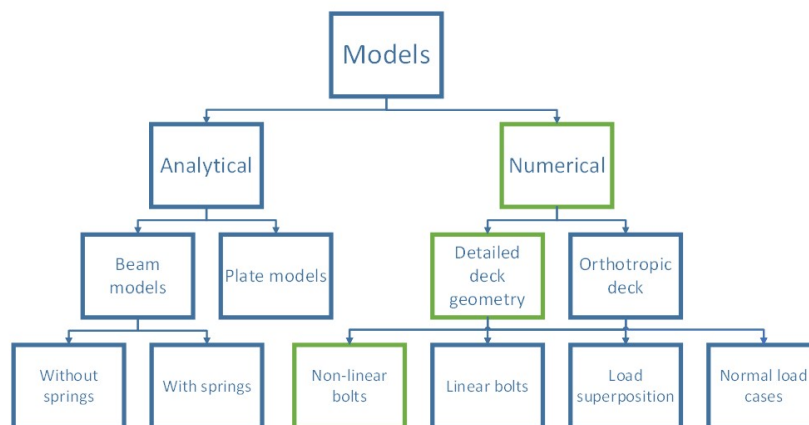 Models
Analytical
Numerical
Beam
models
Plate models
Detailed
deck
geometry
Orthotropic
deck
Without
springs
With springs
Non-linear
bolts
Linear bolts
Load
superposition
Normal load
cases